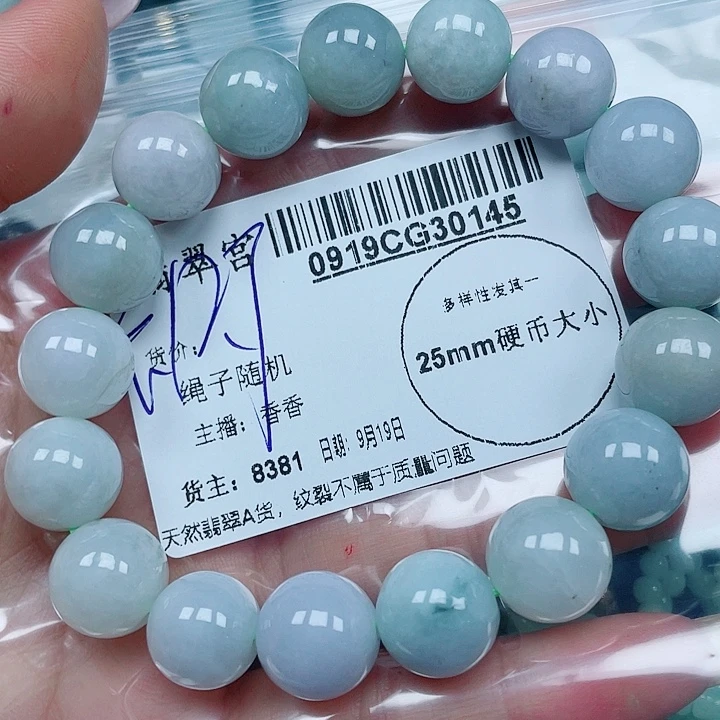 翠宫
0919CG30145
多样性发其一
25mm硬币大小
货价：
绳子随机
主播：香香
货主：8381 日期：9月19日
天然翡翠A货，纹裂不属于质量问题